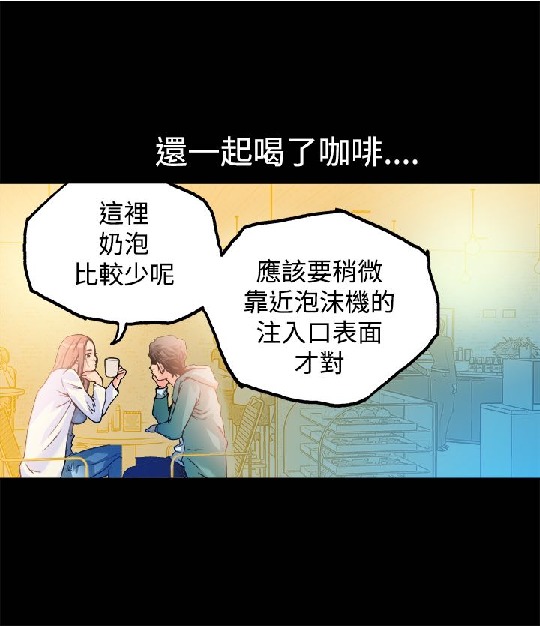 還一起喝了咖啡....
這裡
奶泡
比較少呢
應該要稍微
靠近泡沫機的
注入口表面
才對